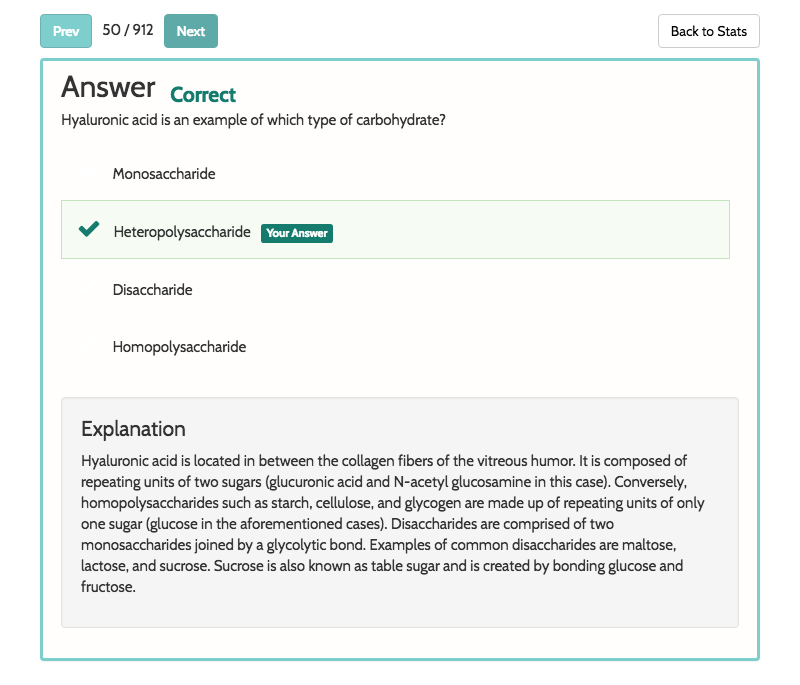 Prev 50 / 912 Next Back to Stats
Answer Correct
Hyaluronic acid is an example of which type of carbohydrate?
Monosaccharide
Heteropolysaccharide Your Answer
Disaccharide
Homopolysaccharide
Explanation
Hyaluronic acid is located in between the collagen fibers of the vitreous humor. It is composed of
repeating units of two sugars (glucuronic acid and N-acetyl glucosamine in this case). Conversely,
homopolysaccharides such as starch, cellulose, and glycogen are made up of repeating units of only
one sugar (glucose in the aforementioned cases). Disaccharides are comprised of two
monosaccharides joined by a glycolytic bond. Examples of common disaccharides are maltose,
lactose, and sucrose. Sucrose is also known as table sugar and is created by bonding glucose and
fructose.